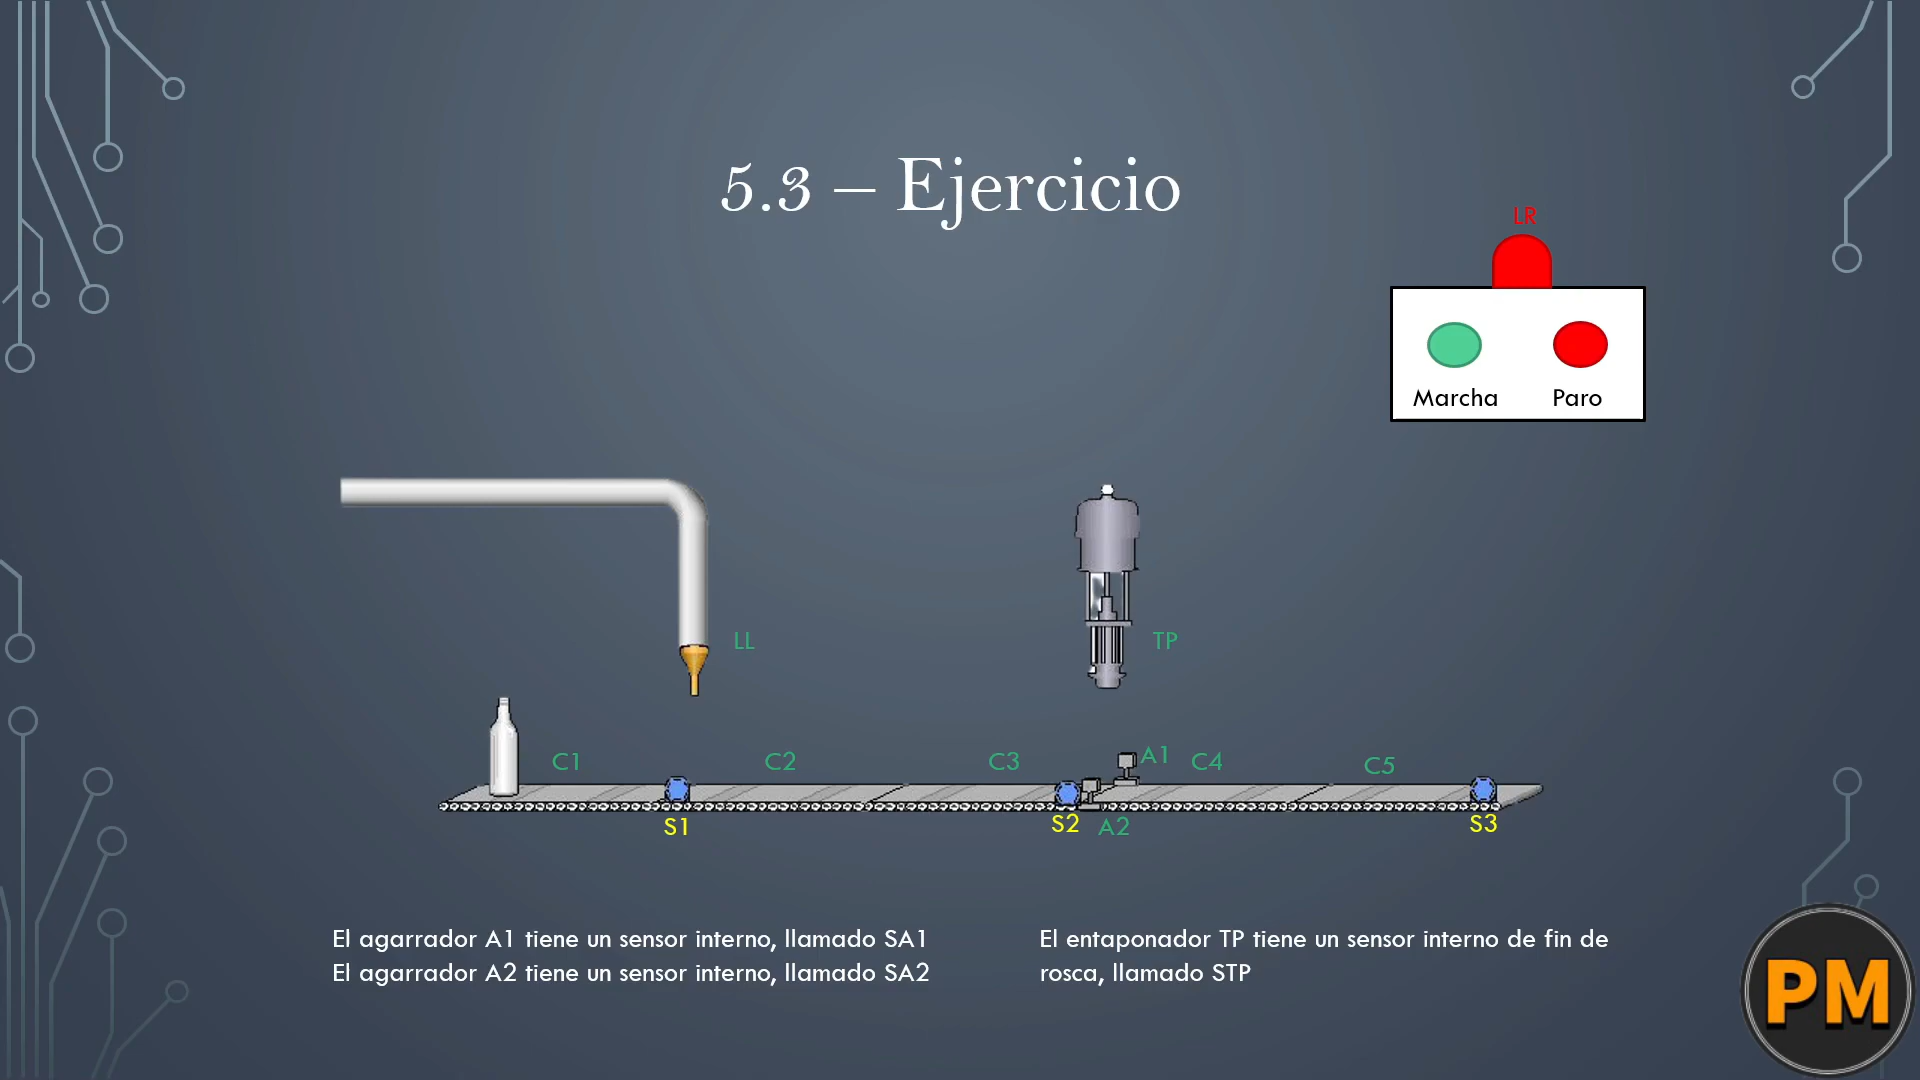 5.3 – Ejercicio
LR
Marcha Paro
LL
TP
C1 C2 C3 A1 C4 C5
S1 S2 A2 S3
El agarrador A1 tiene un sensor interno, llamado SA1
El agarrador A2 tiene un sensor interno, llamado SA2
El entaponador TP tiene un sensor interno de fin de
rosca, llamado STP
PM